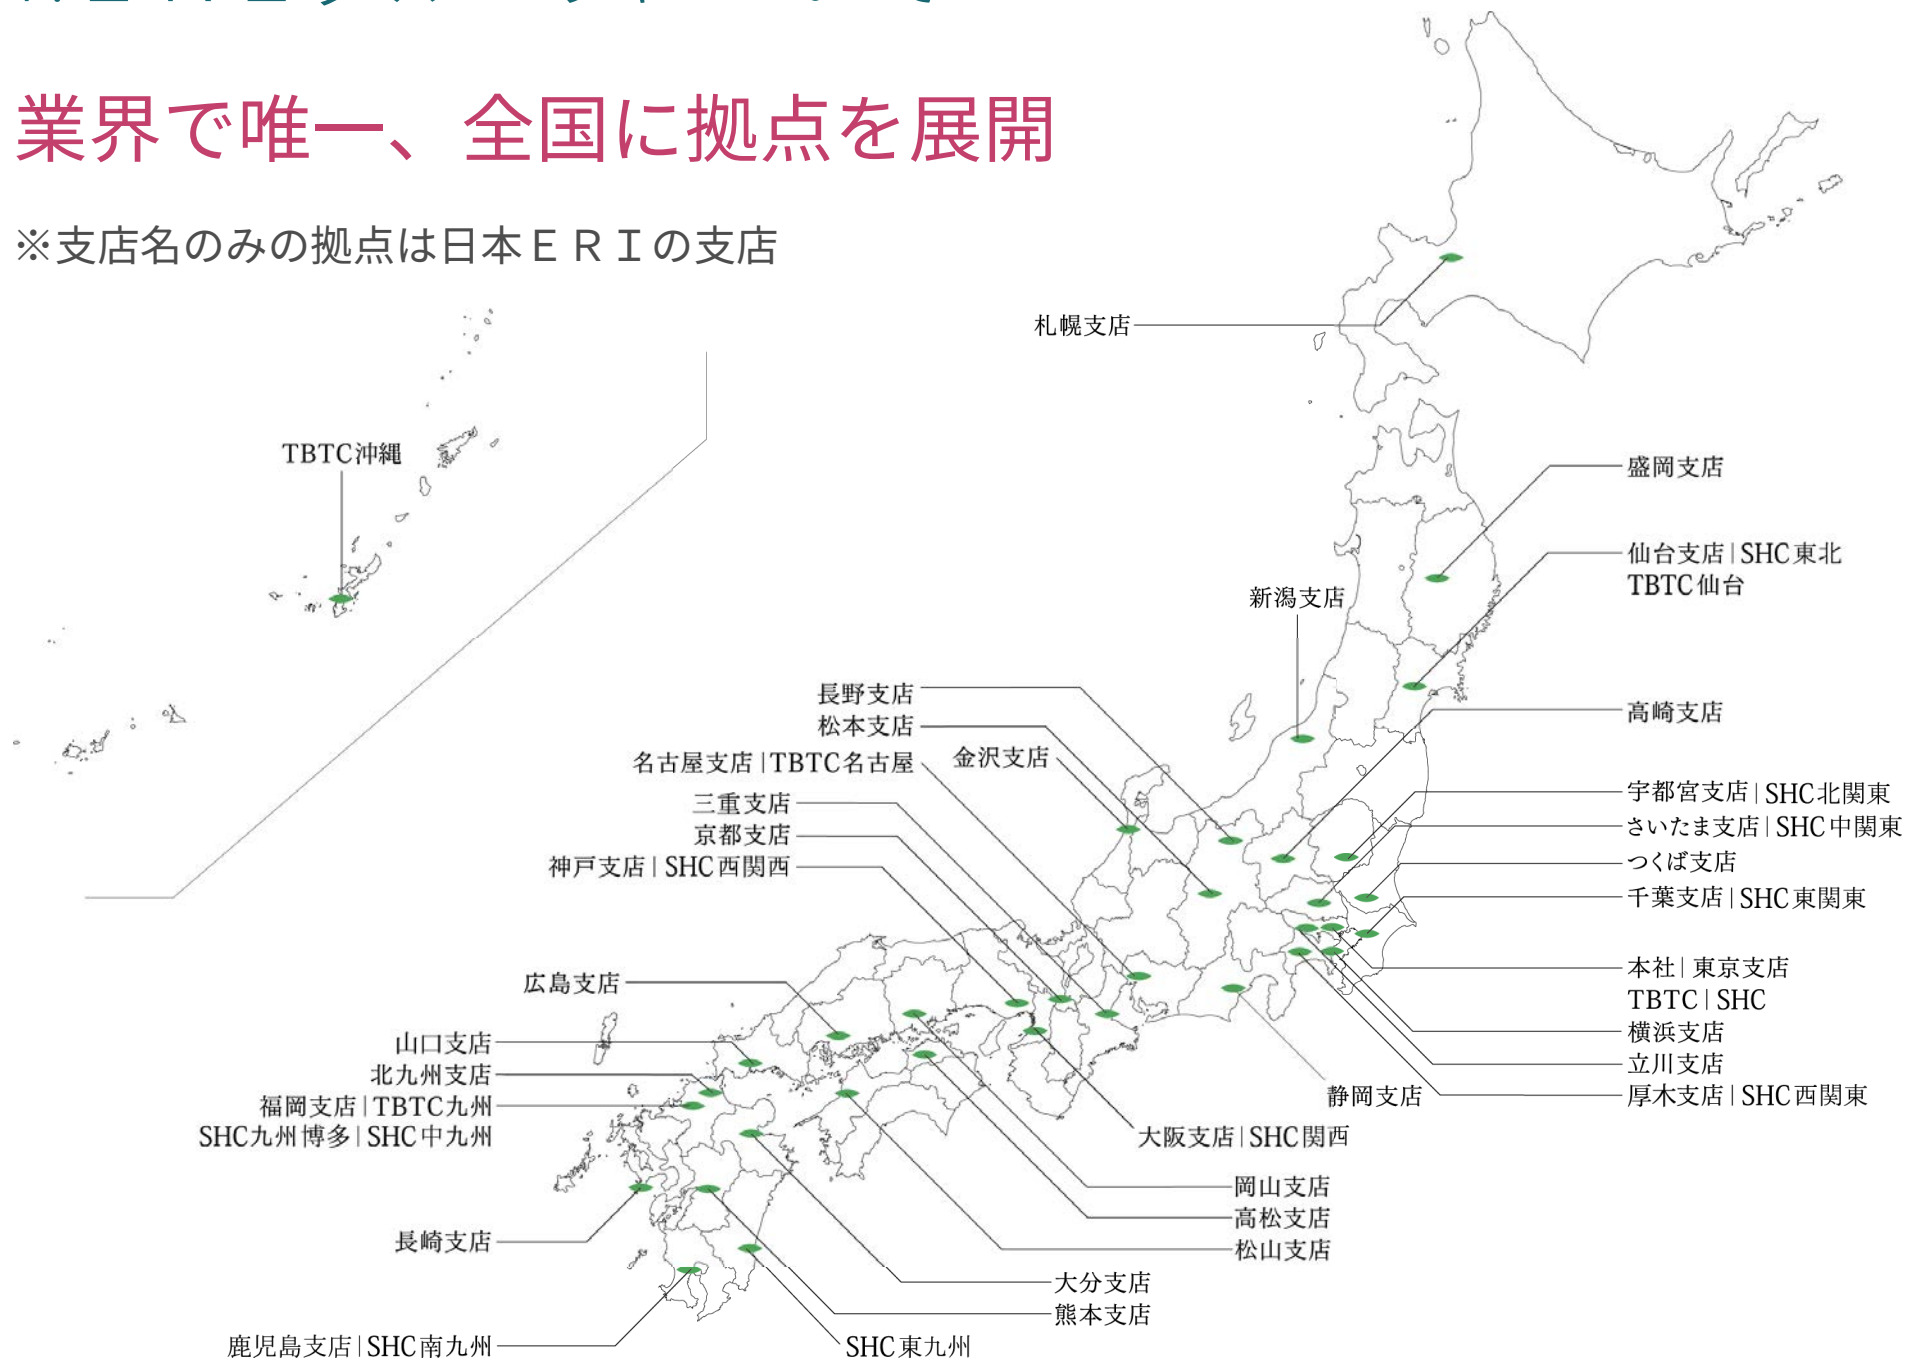 業界で唯一、全国に拠点を展開
※支店名のみの拠点は日本ＥＲＩの支店
札幌支店
TBTC沖縄
盛岡支店
仙台支店 | SHC東北
TBTC仙台
新潟支店
長野支店
松本支店
金沢支店
名古屋支店 | TBTC名古屋
三重支店
京都支店
神戸支店 | SHC西関西
高崎支店
宇都宮支店 | SHC北関東
さいたま支店 | SHC中関東
つくば支店
千葉支店 | SHC東関東
本社 | 東京支店
TBTC | SHC
横浜支店
立川支店
厚木支店 | SHC西関東
静岡支店
大阪支店 | SHC関西
広島支店
山口支店
北九州支店
福岡支店 | TBTC九州
SHC九州博多 | SHC中九州
岡山支店
高松支店
松山支店
長崎支店
大分支店
熊本支店
鹿児島支店 | SHC南九州
SHC東九州